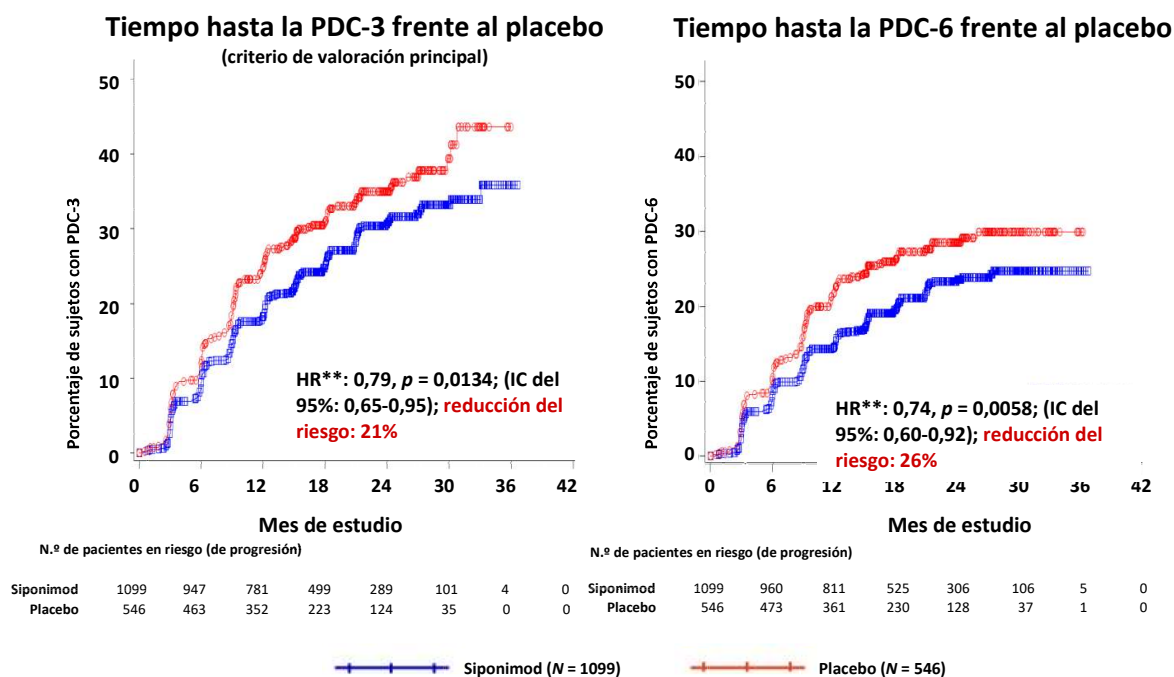 Tiempo hasta la PDC-3 frente al placebo
(criterio de valoración principal)
Porcentaje de sujetos con PDC-3
50
40
30
20
10
0
HR**: 0,79, p = 0,0134; (IC del
95%: 0,65-0,95); reducción del
riesgo: 21%
0 6 12 18 24 30 36 42
Mes de estudio
N.º de pacientes en riesgo (de progresión)
Siponimod 1099 947 781 499 289 101 4 0
Placebo 546 463 352 223 124 35 0 0
Tiempo hasta la PDC-6 frente al placebo
Porcentaje de sujetos con PDC-6
50
40
30
20
10
0
HR**: 0,74, p = 0,0058; (IC del
95%: 0,60-0,92); reducción del
riesgo: 26%
0 6 12 18 24 30 36 42
Mes de estudio
N.º de pacientes en riesgo (de progresión)
Siponimod 1099 960 811 525 306 106 5 0
Placebo 546 473 361 230 128 37 1 0
Siponimod (N = 1099)
Placebo (N = 546)